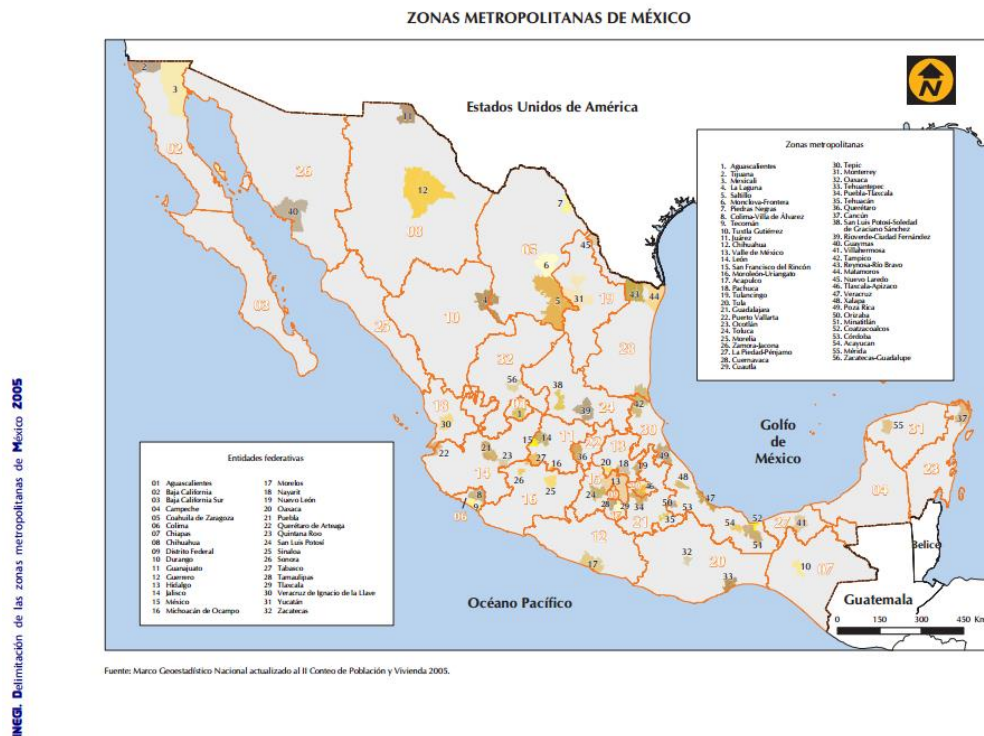 ZONAS METROPOLITANAS DE MÉXICO
N
Estados Unidos de América
Zonas metropolitanas
1. Aguascalientes
2. Tijuana
3. Mexicali
4. La Laguna
5. Saltillo
6. Monclova-Frontera
7. Piedras Negras
8. Colima-Villa de Álvarez
9. Tecomán
10. Tuxtla Gutiérrez
11. Juárez
12. Chihuahua
13. Valle de México
14. León
15. San Francisco del Rincón
16. Moroleón-Uriangato
17. Acapulco
18. Pachuca
19. Tulancingo
20. Tula
21. Guadalajara
22. Puerto Vallarta
23. Ocotlán
24. Toluca
25. Morelia
26. Zamora-Jacona
27. La Piedad-Pénjamo
28. Cuernavaca
29. Cuautla
30. Tepic
31. Monterrey
32. Oaxaca
33. Tehuantepec
34. Puebla-Tlaxcala
35. Tehuacán
36. Querétaro
37. Cancún
38. San Luis Potosí-Soledad
de Graciano Sánchez
39. Rioverde-Ciudad Fernández
40. Guaymas
41. Villahermosa
42. Tampico
43. Reynosa-Río Bravo
44. Matamoros
45. Nuevo Laredo
46. Tlaxcala-Apizaco
47. Veracruz
48. Xalapa
49. Poza Rica
50. Orizaba
51. Minatitlán
52. Coatzacoalcos
53. Córdoba
54. Acayucan
55. Mérida
56. Zacatecas-Guadalupe
Golfo
de
México
Entidades federativas
01 Aguascalientes
02 Baja California
03 Baja California Sur
04 Campeche
05 Coahuila de Zaragoza
06 Colima
07 Chiapas
08 Chihuahua
09 Distrito Federal
10 Durango
11 Guanajuato
12 Guerrero
13 Hidalgo
14 Jalisco
15 México
16 Michoacán de Ocampo
17 Morelos
18 Nayarit
19 Nuevo León
20 Oaxaca
21 Puebla
22 Querétaro de Arteaga
23 Quintana Roo
24 San Luis Potosí
25 Sinaloa
26 Sonora
27 Tabasco
28 Tamaulipas
29 Tlaxcala
30 Veracruz de Ignacio de la Llave
31 Yucatán
32 Zacatecas
Belice
Guatemala
Océano Pacífico
0 150 300 450 Km
Fuente: Marco Geoestadístico Nacional actualizado al II Conteo de Población y Vivienda 2005.
INEGI. Delimitación de las zonas metropolitanas de México 2005